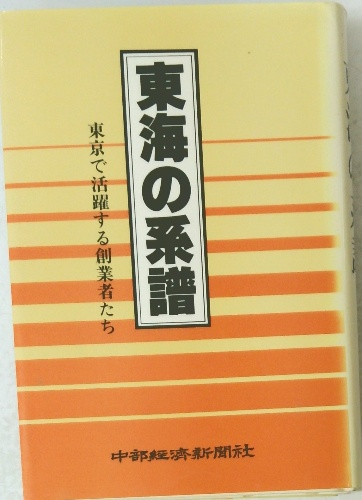 東海の系譜
東京で活躍する創業者たち
中部経済新聞社